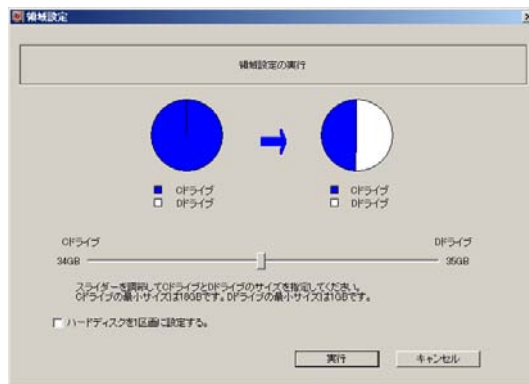 領域設定
領域設定の実行
Cドライブ
Dドライブ
Cドライブ
Dドライブ
Cドライブ
Dドライブ
34GB
35GB
スライダーを調節してCドライブとDドライブのサイズを指定してください。
Cドライブの最小サイズは18GBです。Dドライブの最小サイズは1GBです。
ハードディスクを1区画に設定する。
実行
キャンセル